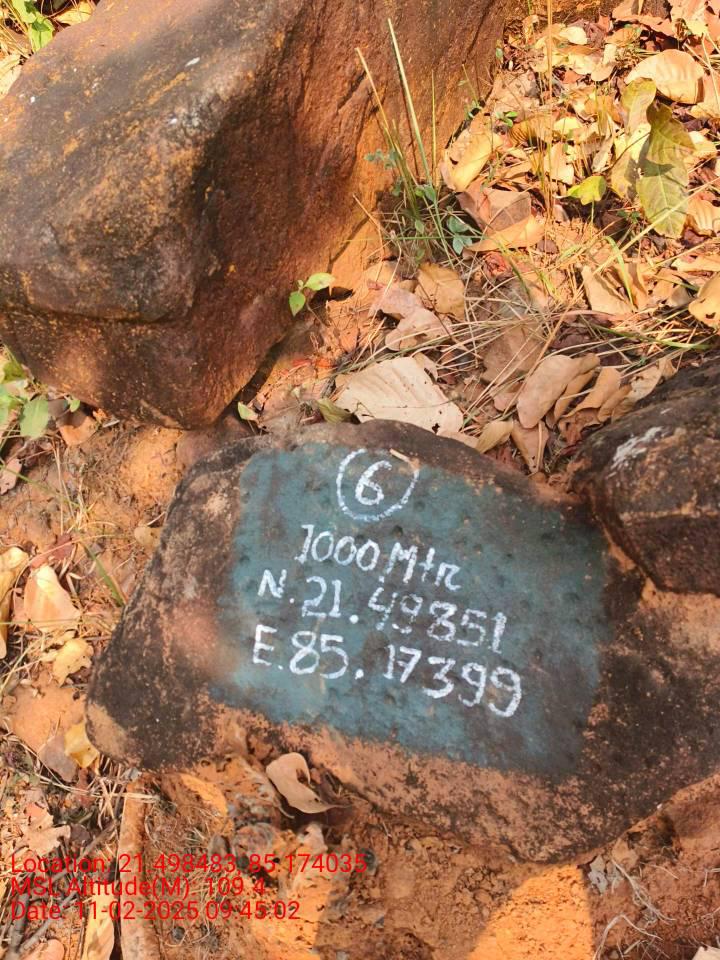 6
1000 Mtr
N.21.49851
E.85.17399
Location: 21.498483, 85.174035
MSL Altitude(M): 109.4
Date: 11-02-2025 09:45:02